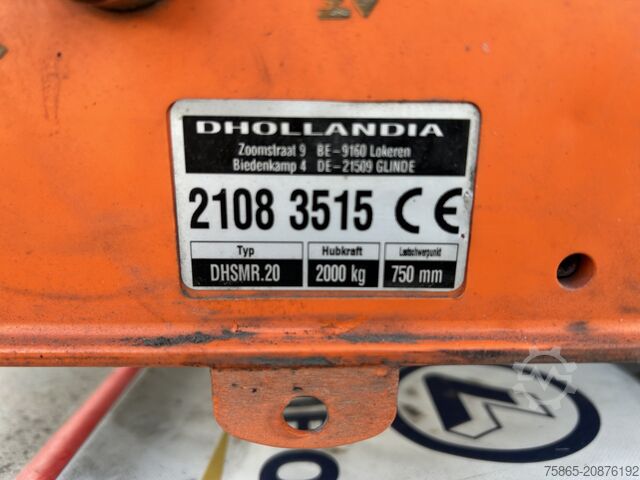 DHOLLANDIA
Zoomstraat 9 BE-9160 Lokeren
Biedenkamp 4 DE-21509 GLINDE
2108 3515 CE
Typ Hubkraft Lastschwerpunkt
DHSMR.20 2000 kg 750 mm
75865-20876192